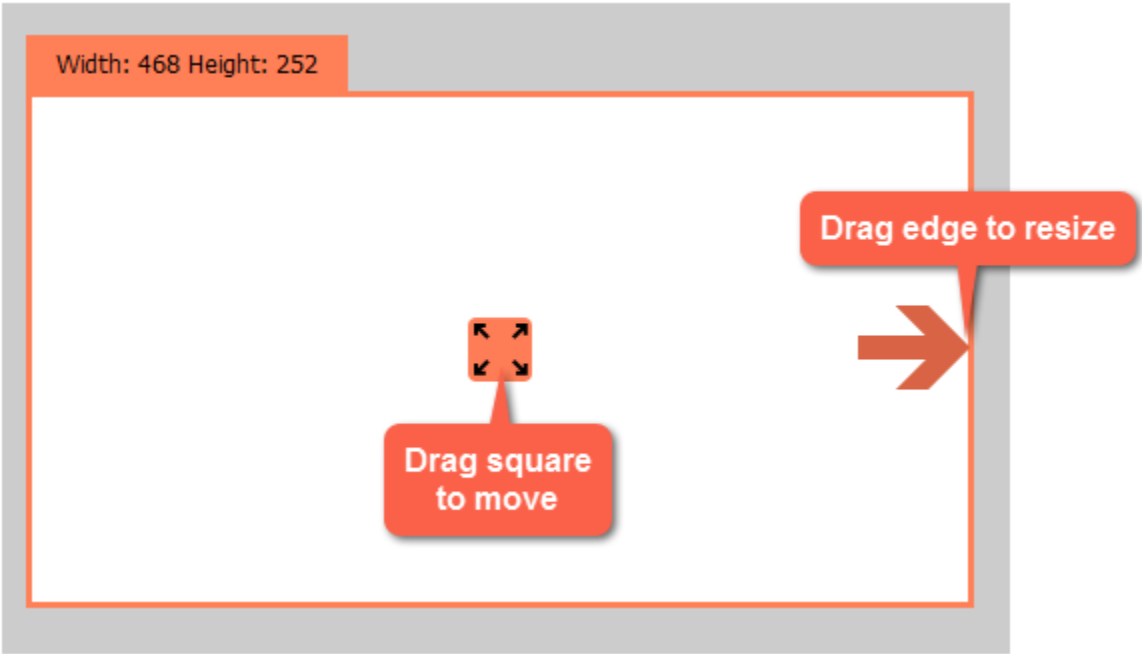 Width: 468 Height: 252
Drag edge to resize
Drag square
to move